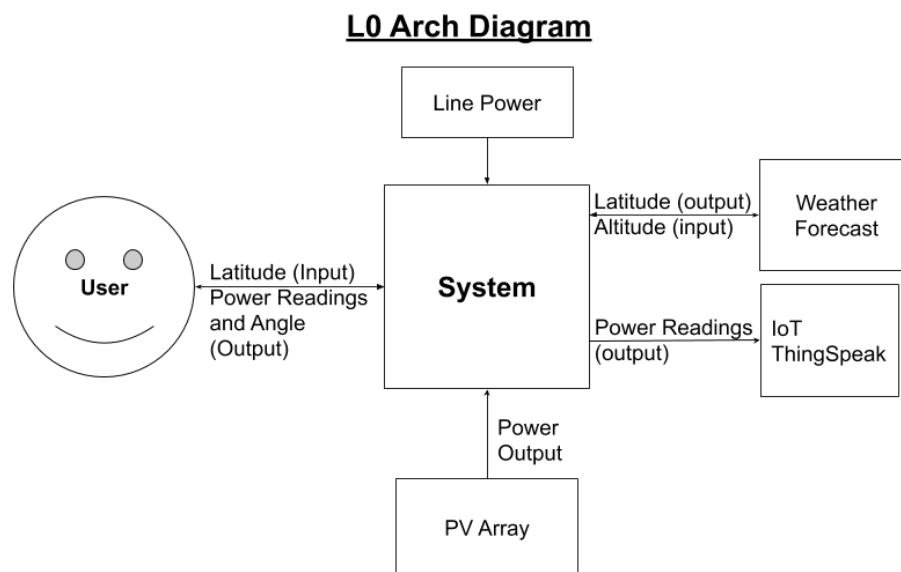 L0 Arch Diagram
Line Power
Latitude (output)
Altitude (input)
Weather
Forecast
User
Latitude (Input)
Power Readings
and Angle
(Output)
System
Power Readings
(output)
IoT
ThingSpeak
Power
Output
PV Array